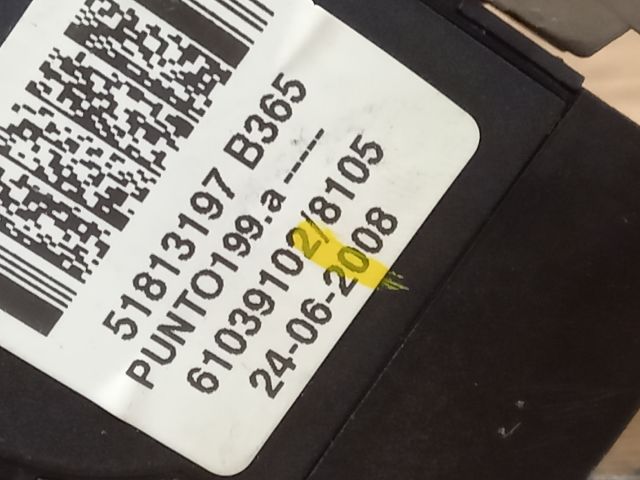 51813197 B365
PUNTO199.a -----
61039102/8105
24-06-2008